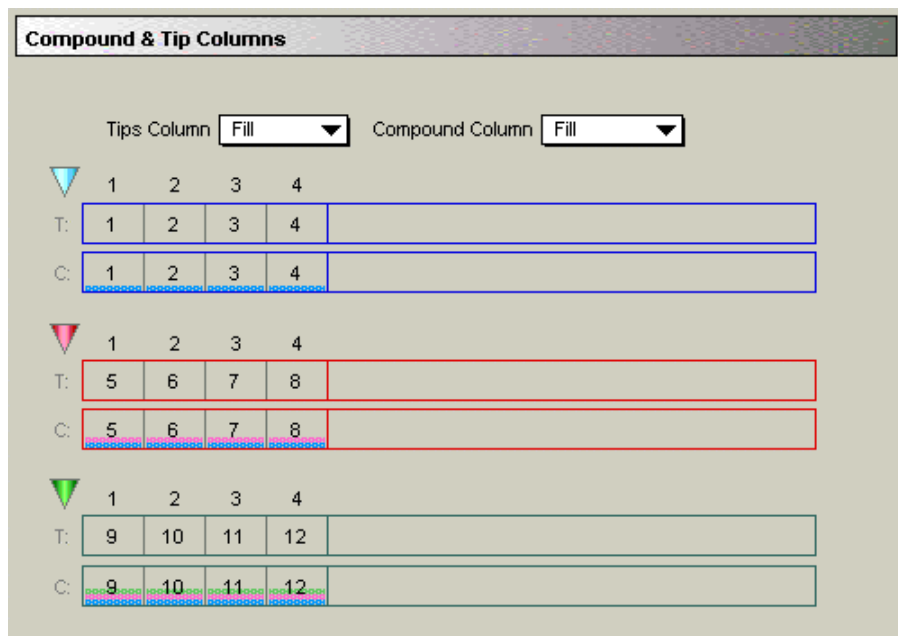 Compound & Tip Columns
Tips Column Fill Compound Column Fill
1 2 3 4
T: 1 2 3 4
C: 1 2 3 4
1 2 3 4
T: 5 6 7 8
C: 5 6 7 8
1 2 3 4
T: 9 10 11 12
C: 9 10 11 12